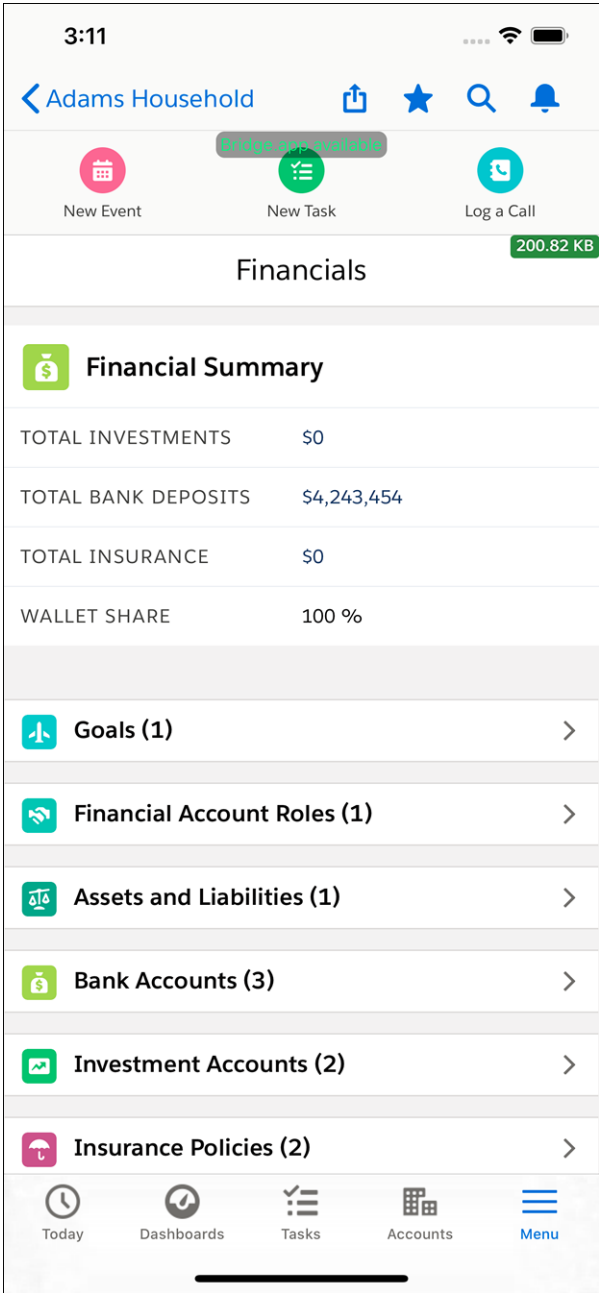 3:11
Adams Household
Bridge app available
New Event
New Task
Log a Call
200.82 KB
Financials
Financial Summary
TOTAL INVESTMENTS $0
TOTAL BANK DEPOSITS $4,243,454
TOTAL INSURANCE $0
WALLET SHARE 100 %
Goals (1)
Financial Account Roles (1)
Assets and Liabilities (1)
Bank Accounts (3)
Investment Accounts (2)
Insurance Policies (2)
Today
Dashboards
Tasks
Accounts
Menu